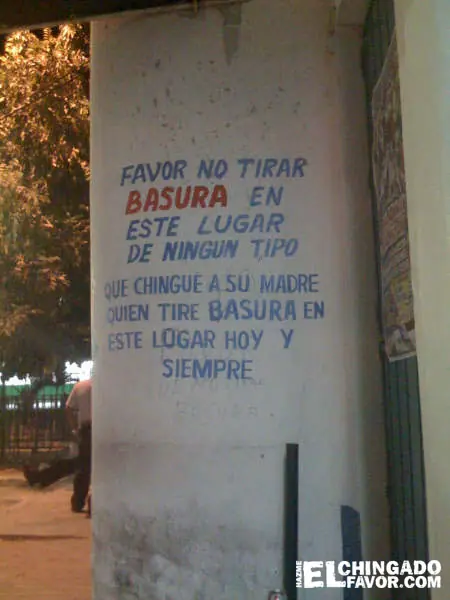 FAVOR NO TIRAR
BASURA EN
ESTE LUGAR
DE NINGUN TIPO
QUE CHINGUE A SU MADRE
QUIEN TIRE BASURA EN
ESTE LUGAR HOY Y
SIEMPRE
BASURA
HAZME
EL CHINGADO
FAVOR.COM